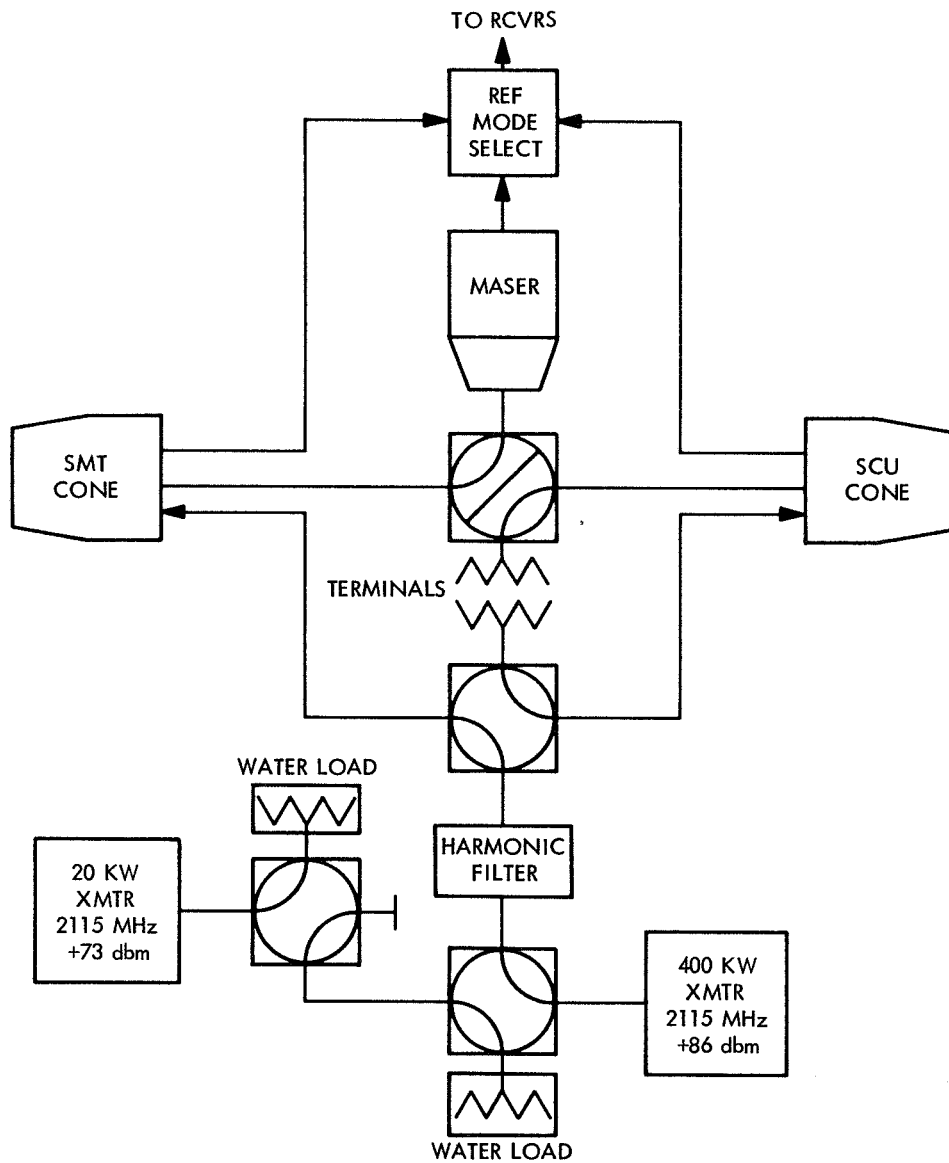 TO RCVRS
REF
MODE
SELECT
MASER
SMT
CONE
SCU
CONE
TERMINALS
WATER LOAD
HARMONIC
FILTER
20 KW
XMTR
2115 MHz
+73 dbm
400 KW
XMTR
2115 MHz
+86 dbm
WATER LOAD